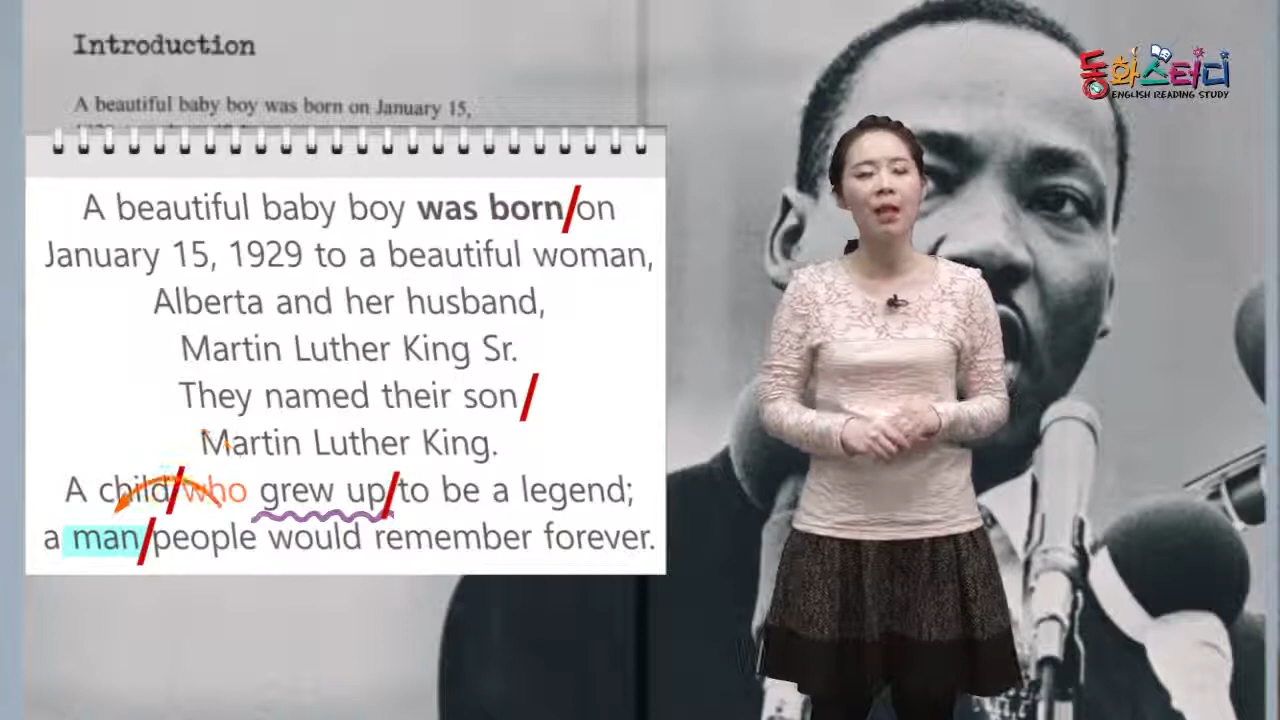 Introduction
A beautiful baby boy was born on January 15,
동화스타디
ENGLISH READING STUDY
A beautiful baby boy was born/on
January 15, 1929 to a beautiful woman,
Alberta and her husband,
Martin Luther King Sr.
They named their son/
Martin Luther King.
A child/who grew up/to be a legend;
a man/people would remember forever.